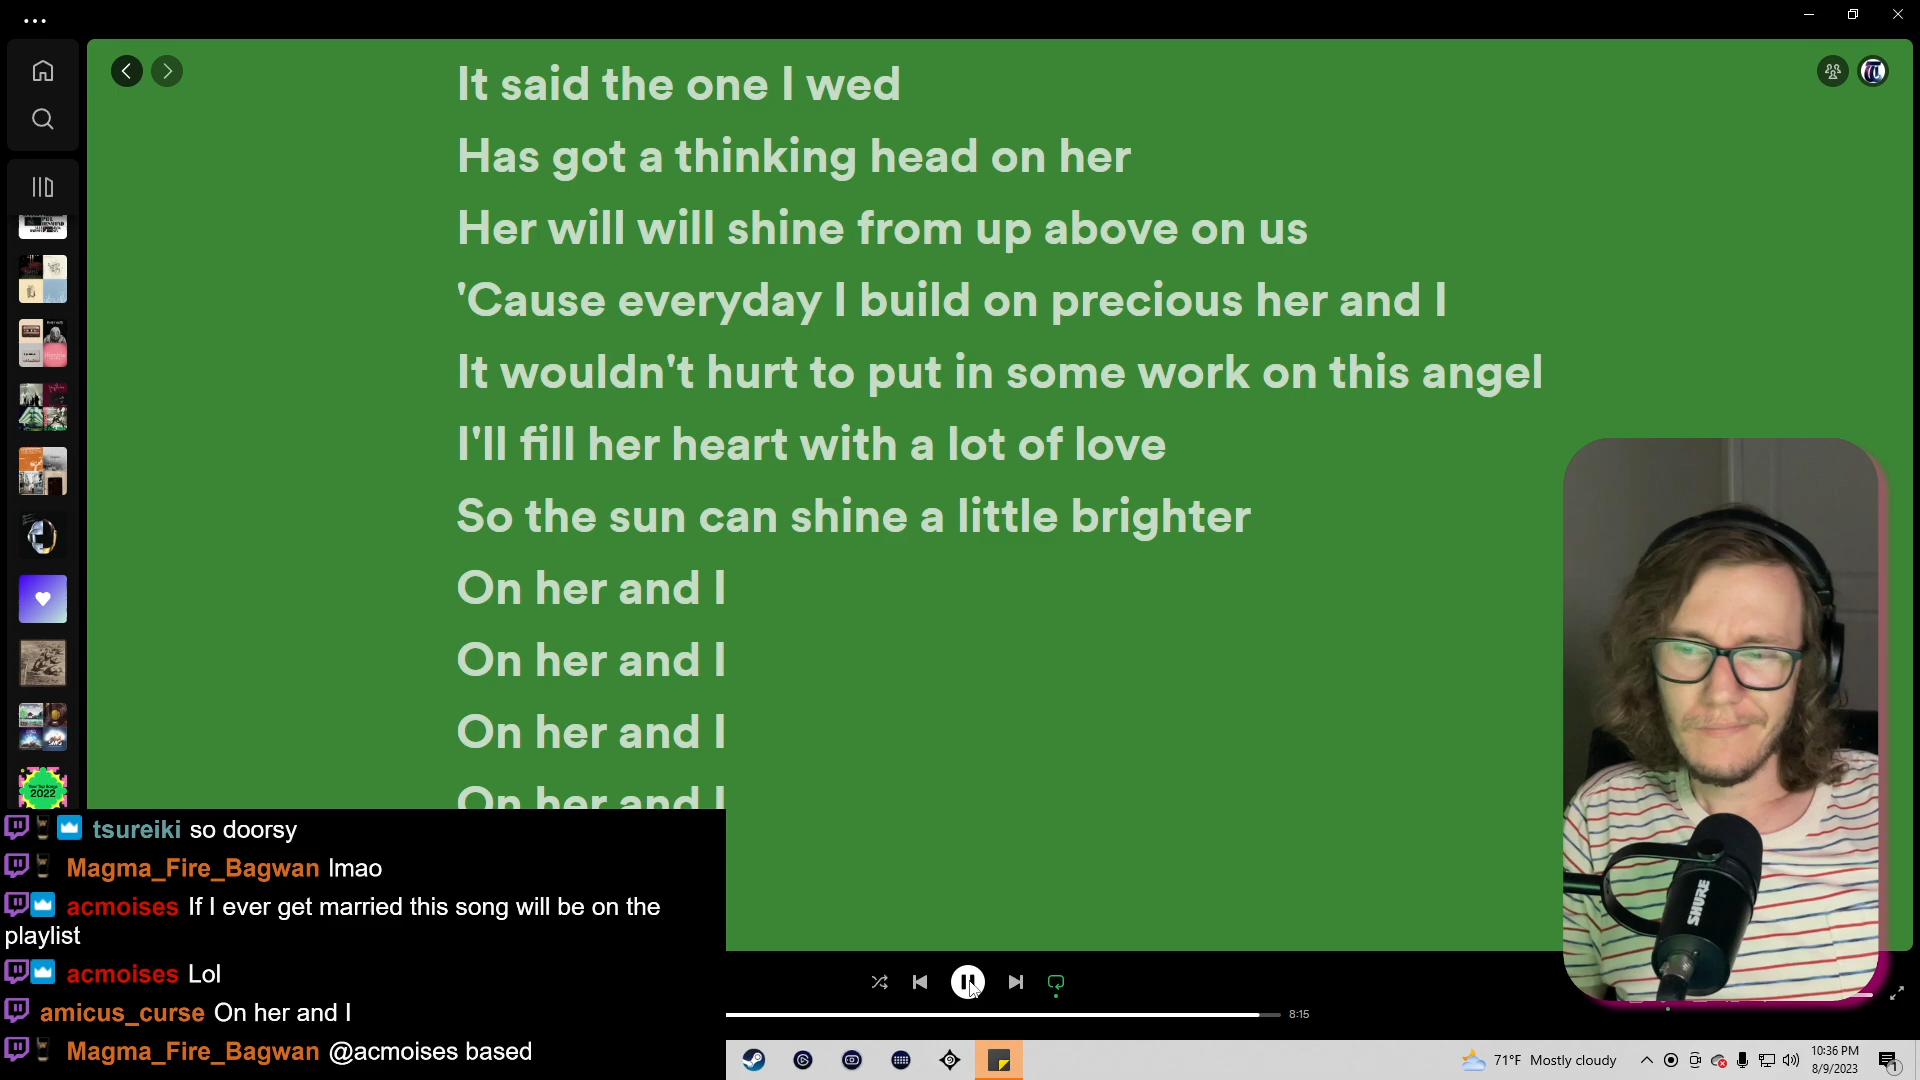 It said the one I wed
Has got a thinking head on her
Her will will shine from up above on us
'Cause everyday I build on precious her and I
It wouldn't hurt to put in some work on this angel
I'll fill her heart with a lot of love
So the sun can shine a little brighter
On her and I
On her and I
On her and I
On her and I
2022
tsureiki so doorsy
Magma_Fire_Bagwan lmao
acmoises If I ever get married this song will be on the
playlist
acmoises Lol
amicus_curse On her and I
Magma_Fire_Bagwan @acmoises based
SHURE
8:15
71°F Mostly cloudy
10:36 PM
8/9/2023
1